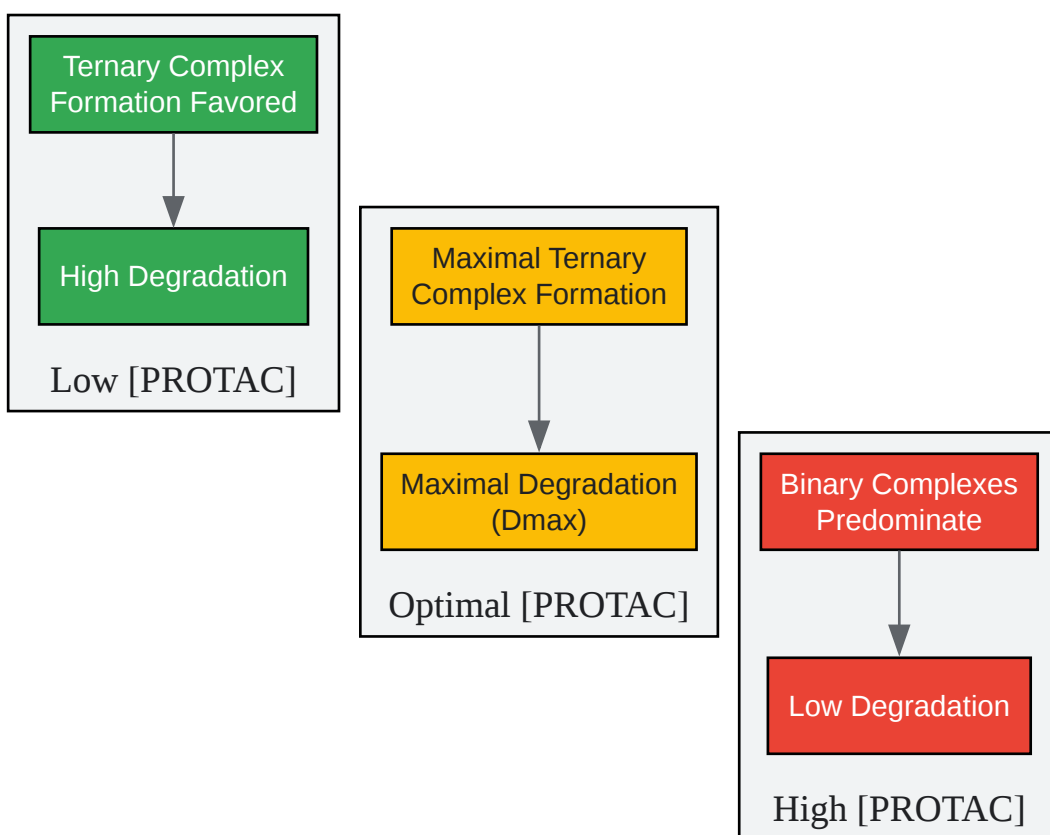 Ternary Complex
Formation Favored
High Degradation
Low [PROTAC]
Maximal Ternary
Complex Formation
Maximal Degradation
(Dmax)
Optimal [PROTAC]
Binary Complexes
Predominate
Low Degradation
High [PROTAC]